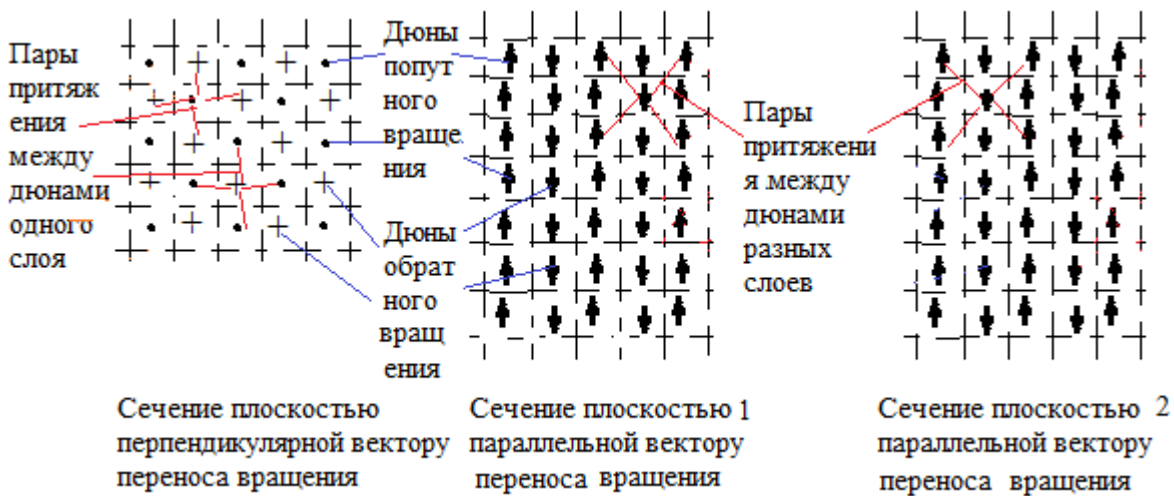 Пары
притяж
ения
между
дюнами
одного
слоя
Дюны
попут
ного
враще
ния
Дюны
обрат
ного
вращ
ения
Пары
притяжени
я между
дюнами
разных
слоев
Сечение плоскостью
перпендикулярной вектору
переноса вращения
Сечение плоскостью 1
параллельной вектору
переноса вращения
Сечение плоскостью 2
параллельной вектору
переноса вращения